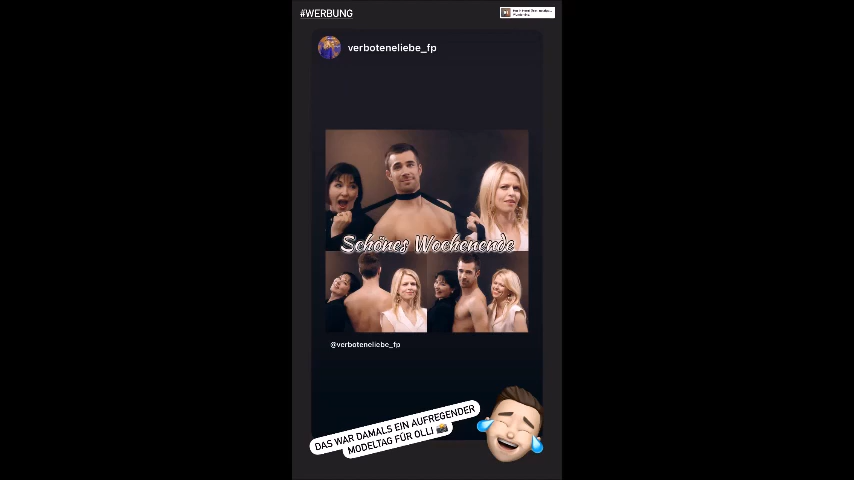 #WERBUNG
verboteneliebe_fp
Schönes Wochenende
@verboteneliebe_fp
DAS WAR DAMALS EIN AUFREGENDER
MODELTAG FÜR OLLI